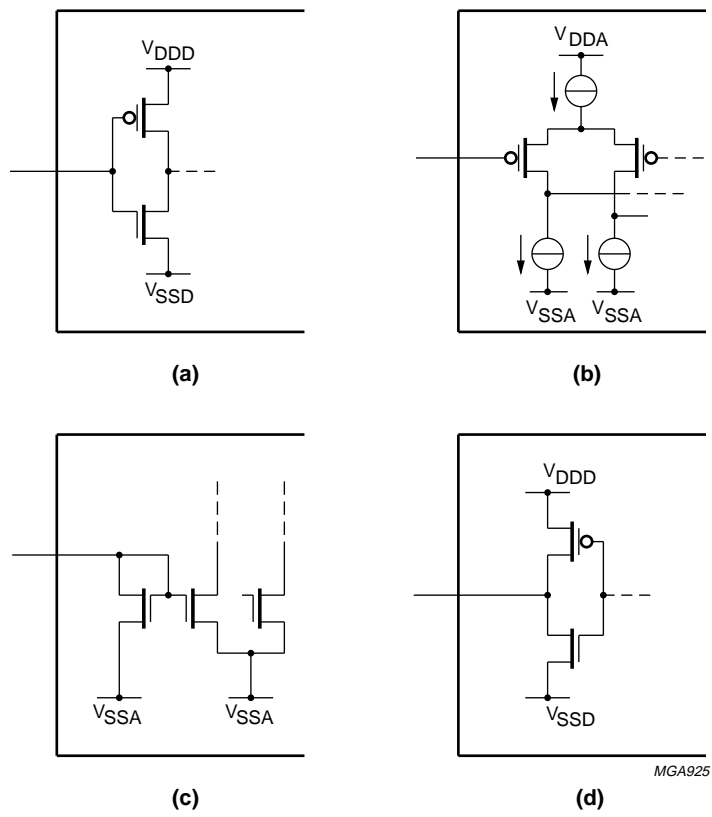 VDDD
VSSD
(a)
VDDA
VSSA VSSA
(b)
VSSA VSSA
(c)
VDDD
VSSD
MGA925
(d)